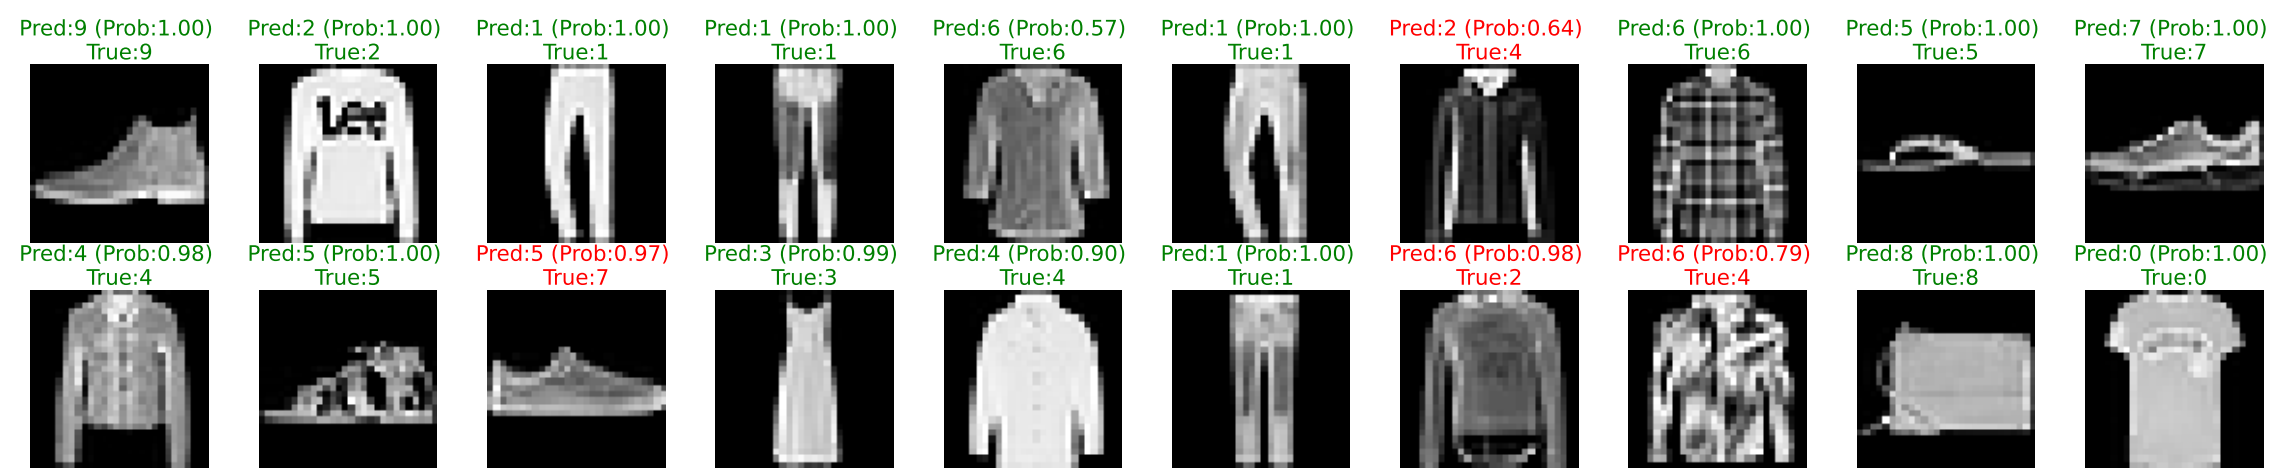 Pred:9 (Prob:1.00) Pred:2 (Prob:1.00) Pred:1 (Prob:1.00) Pred:1 (Prob:1.00) Pred:6 (Prob:0.57) Pred:1 (Prob:1.00) Pred:2 (Prob:0.64) Pred:6 (Prob:1.00) Pred:5 (Prob:1.00) Pred:7 (Prob:1.00)
True:9 True:2 True:1 True:1 True:6 True:1 True:4 True:6 True:5 True:7
Lee
Pred:4 (Prob:0.98) Pred:5 (Prob:1.00) Pred:5 (Prob:0.97) Pred:3 (Prob:0.99) Pred:4 (Prob:0.90) Pred:1 (Prob:1.00) Pred:6 (Prob:0.98) Pred:6 (Prob:0.79) Pred:8 (Prob:1.00) Pred:0 (Prob:1.00)
True:4 True:5 True:7 True:3 True:4 True:1 True:2 True:4 True:8 True:0